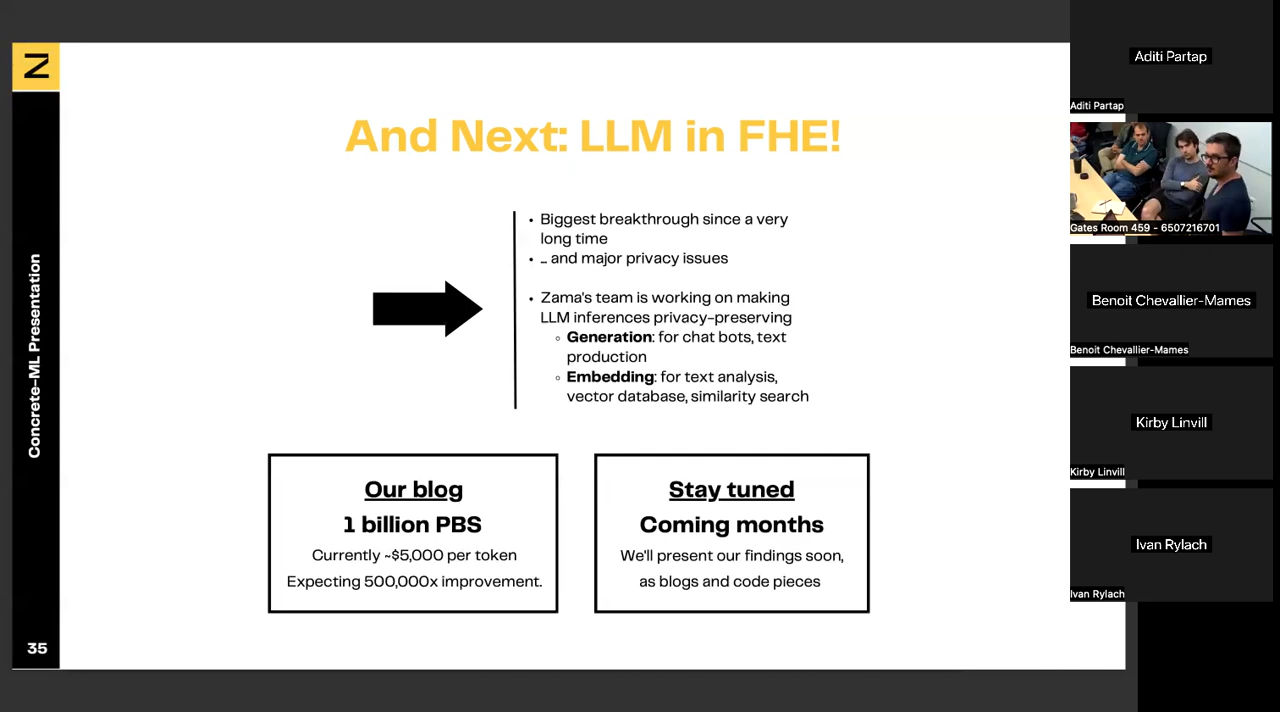 Concrete-ML Presentation
35
And Next: LLM in FHE!
• Biggest breakthrough since a very
long time
• … and major privacy issues
• Zama's team is working on making
LLM inferences privacy-preserving
◦ Generation: for chat bots, text
production
◦ Embedding: for text analysis,
vector database, similarity search
Our blog
1 billion PBS
Currently ~$5,000 per token
Expecting 500,000x improvement.
Stay tuned
Coming months
We'll present our findings soon,
as blogs and code pieces
Aditi Partap
Aditi Partap
Gates Room 459 - 6507216701
Benoit Chevallier-Mames
Benoit Chevallier-Mames
Kirby Linvill
Kirby Linvill
Ivan Rylach
Ivan Rylach